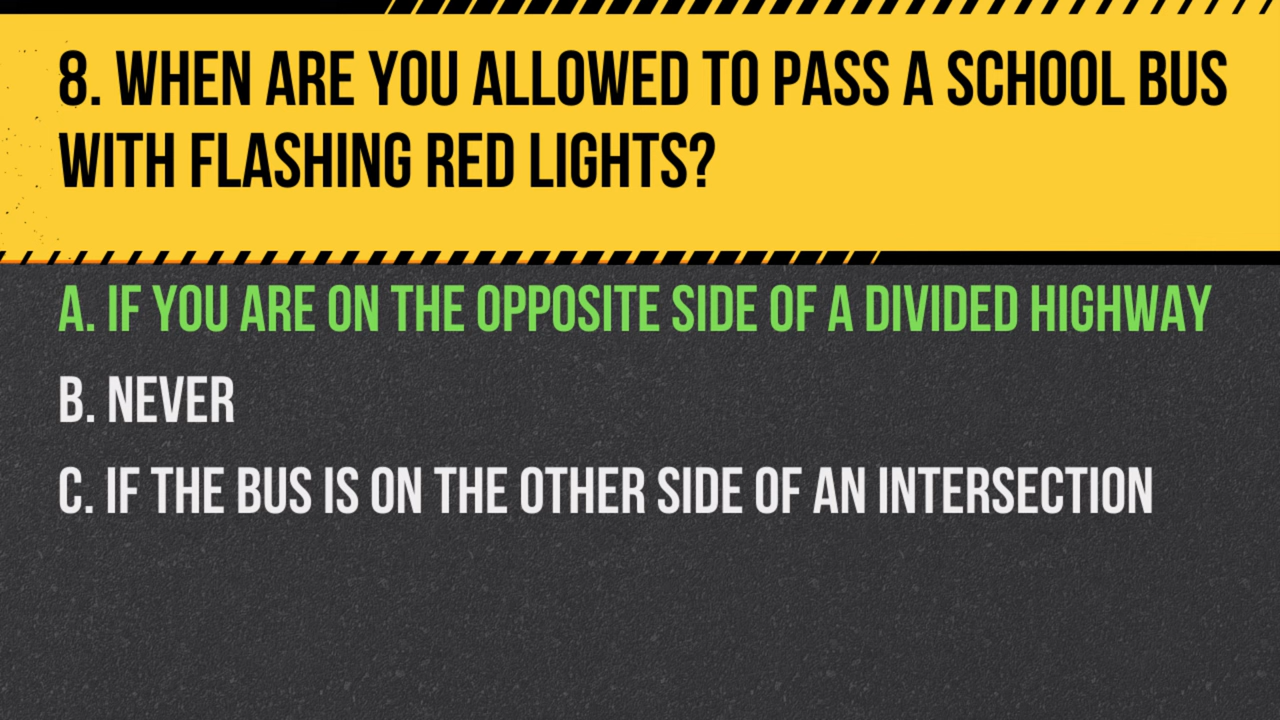 8. WHEN ARE YOU ALLOWED TO PASS A SCHOOL BUS
WITH FLASHING RED LIGHTS?
A. IF YOU ARE ON THE OPPOSITE SIDE OF A DIVIDED HIGHWAY
B. NEVER
C. IF THE BUS IS ON THE OTHER SIDE OF AN INTERSECTION